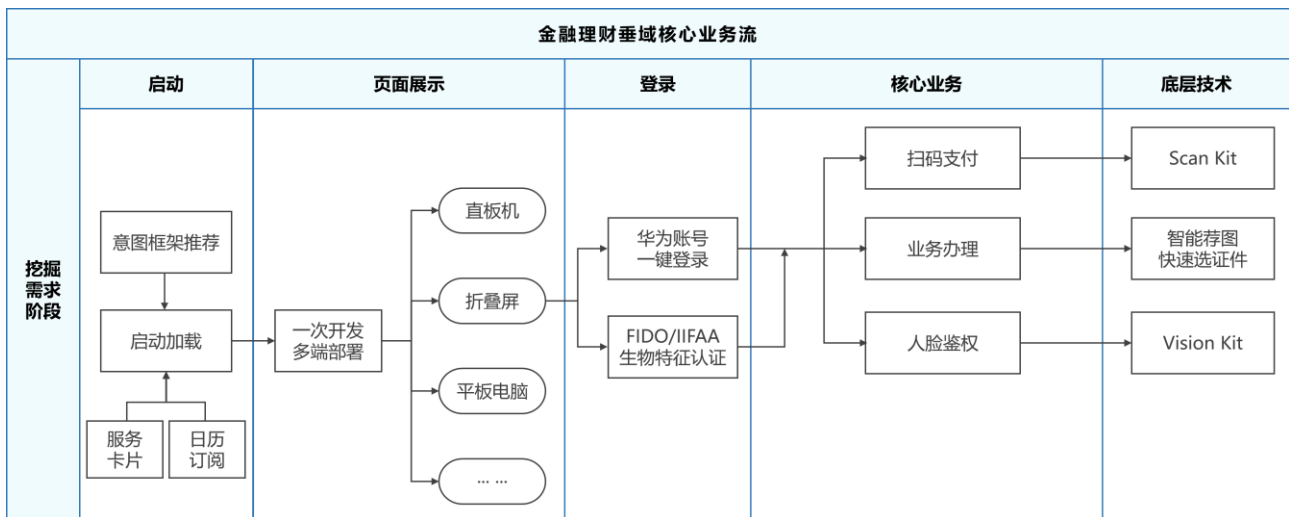 金融理财垂域核心业务流
启动
页面展示
登录
核心业务
底层技术
挖掘
需求
阶段
意图框架推荐
启动加载
服务
卡片
日历
订阅
一次开发
多端部署
直板机
折叠屏
平板电脑
... ...
华为账号
一键登录
FIDO/IIFAA
生物特征认证
扫码支付
业务办理
人脸鉴权
Scan Kit
智能荐图
快速选证件
Vision Kit